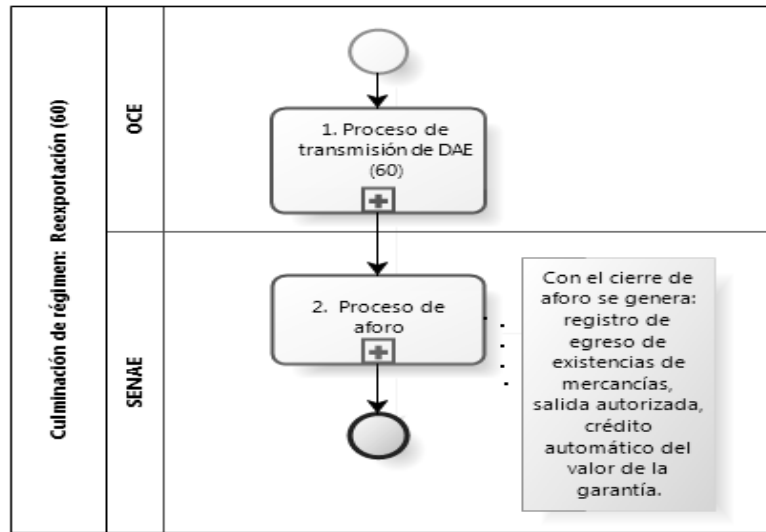 Culminación de régimen: Reexportación (60)
OCE
1. Proceso de
transmisión de DAE
(60)
SENAE
2. Proceso de
aforo
Con el cierre de
aforo se genera:
registro de
egreso de
existencias de
mercancías,
salida autorizada,
crédito
automático del
valor de la
garantía.